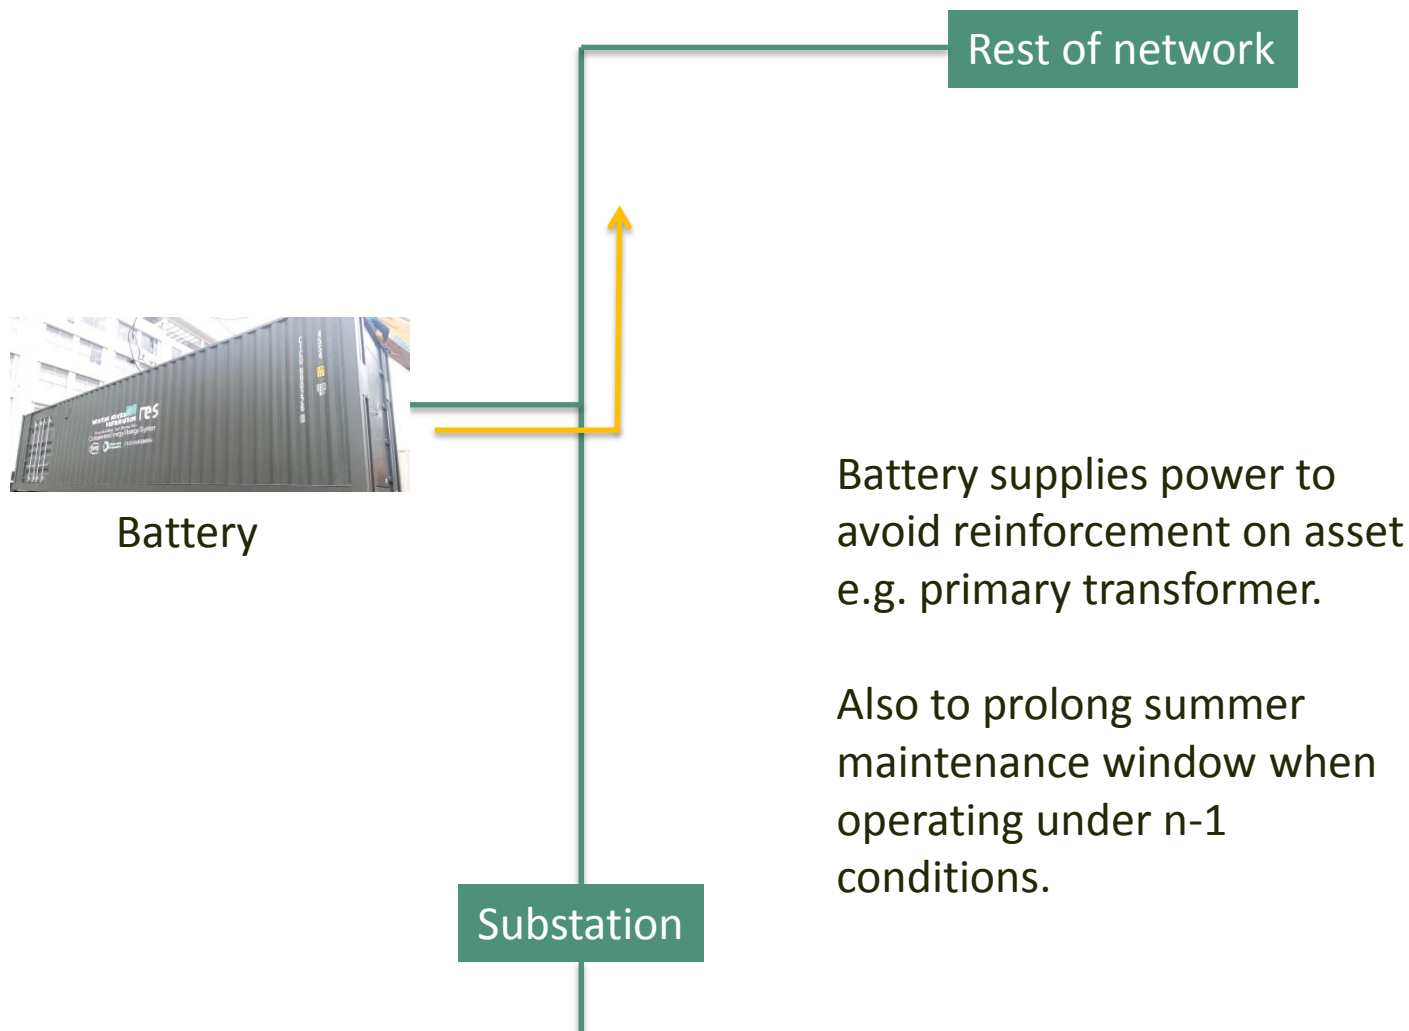 Rest of network
res
Battery
Battery supplies power to
avoid reinforcement on asset
e.g. primary transformer.
Also to prolong summer
maintenance window when
operating under n-1
conditions.
Substation